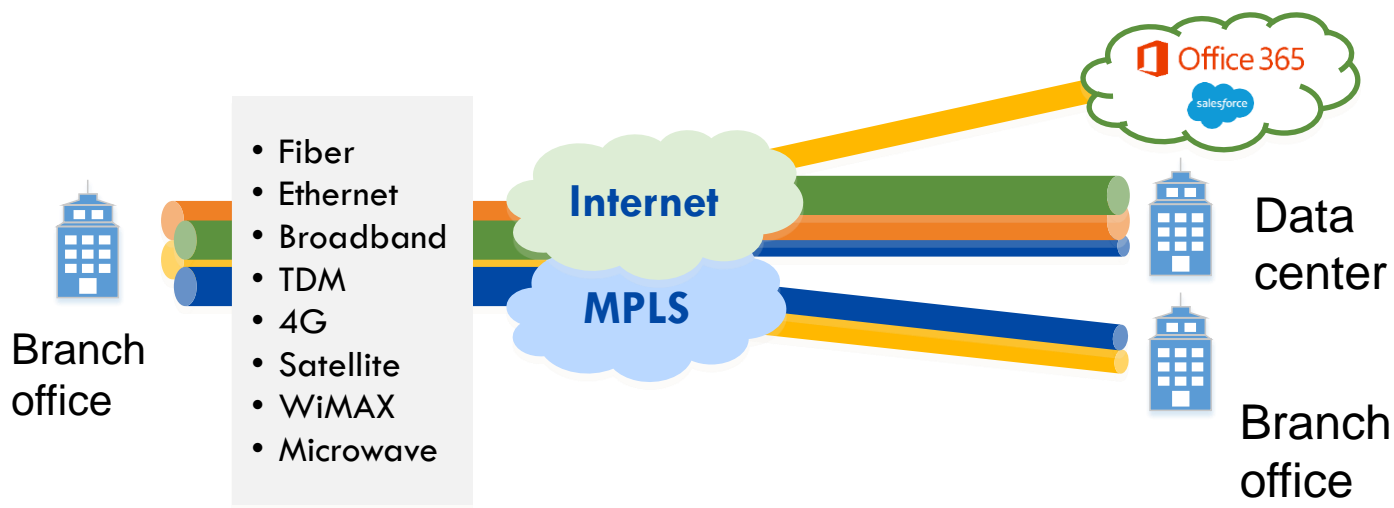 Branch
office
• Fiber
• Ethernet
• Broadband
• TDM
• 4G
• Satellite
• WiMAX
• Microwave
Internet
MPLS
Office 365
salesforce
Data
center
Branch
office